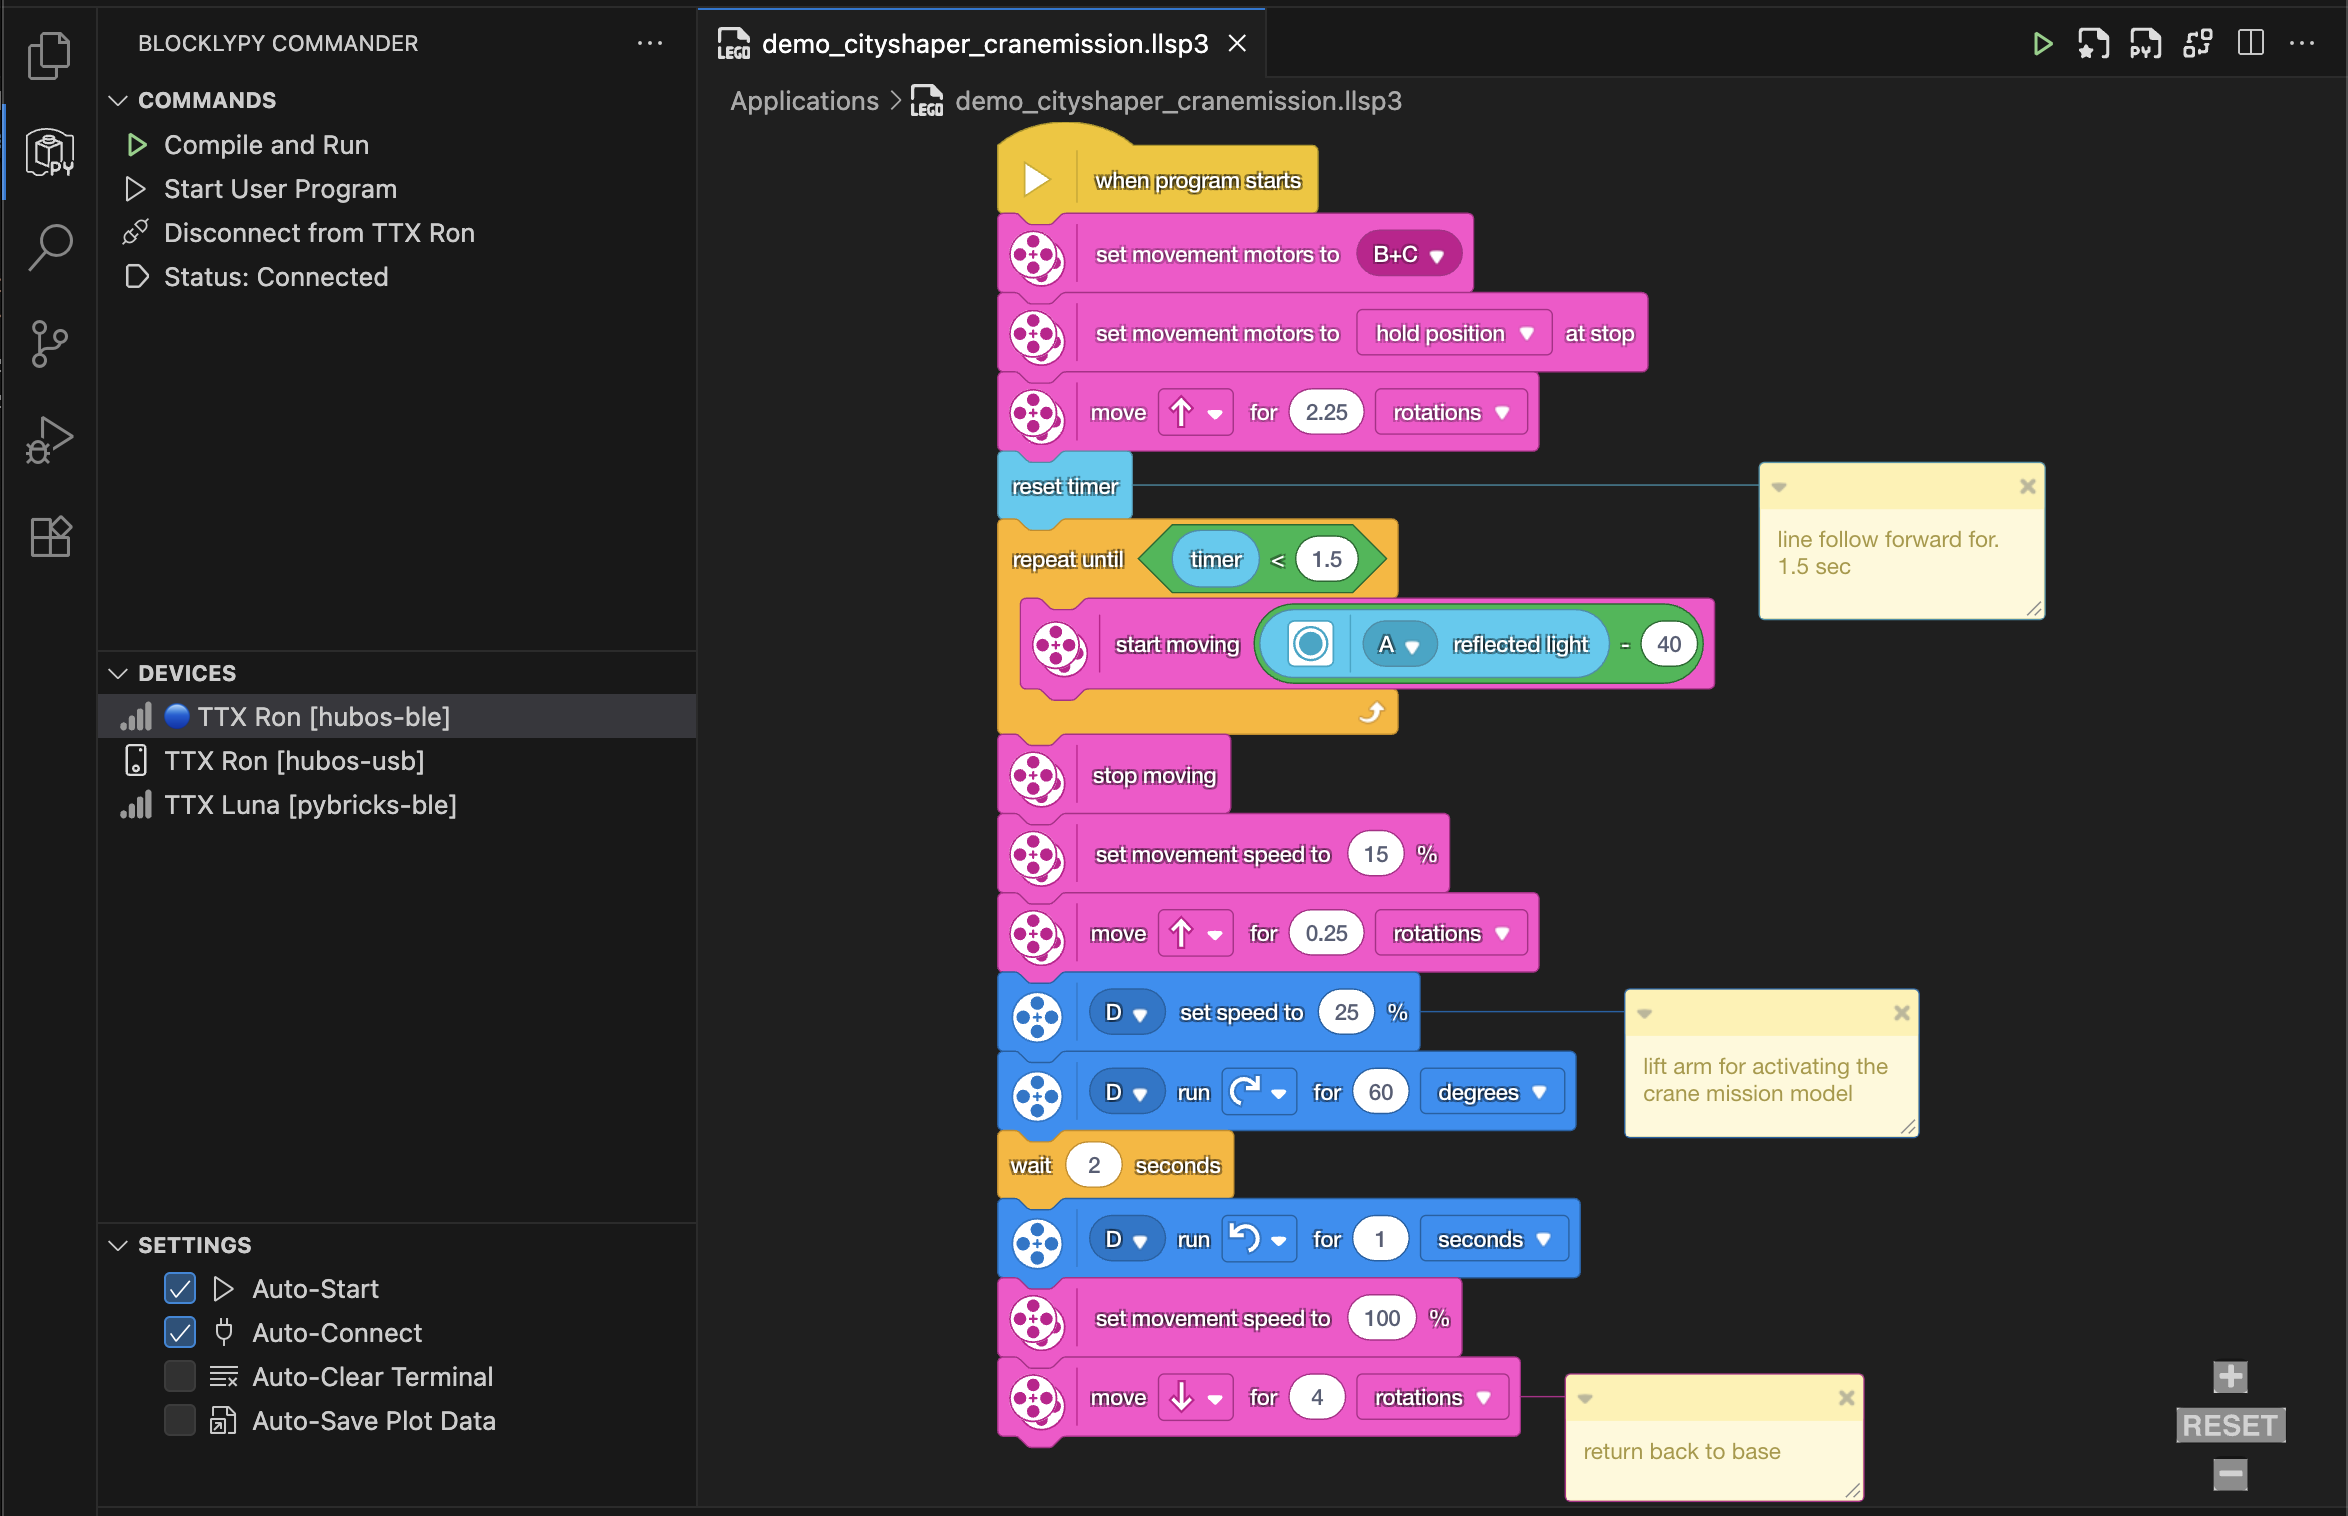 BLOCKLYPY COMMANDER
COMMANDS
Compile and Run
Start User Program
Disconnect from TTX Ron
Status: Connected
DEVICES
TTX Ron [hubos-ble]
TTX Ron [hubos-usb]
TTX Luna [pybricks-ble]
SETTINGS
Auto-Start
Auto-Connect
Auto-Clear Terminal
Auto-Save Plot Data
LEGO demo_cityshaper_cranemission.llsp3
PY
Applications > LEGO demo_cityshaper_cranemission.llsp3
when program starts
set movement motors to B+C
set movement motors to hold position at stop
move for 2.25 rotations
reset timer
line follow forward for.
1.5 sec
repeat until timer < 1.5
start moving A reflected light - 40
stop moving
set movement speed to 15 %
move for 0.25 rotations
D set speed to 25 %
lift arm for activating the
crane mission model
D run for 60 degrees
wait 2 seconds
D run for 1 seconds
set movement speed to 100 %
move for 4 rotations
return back to base
RESET
PY